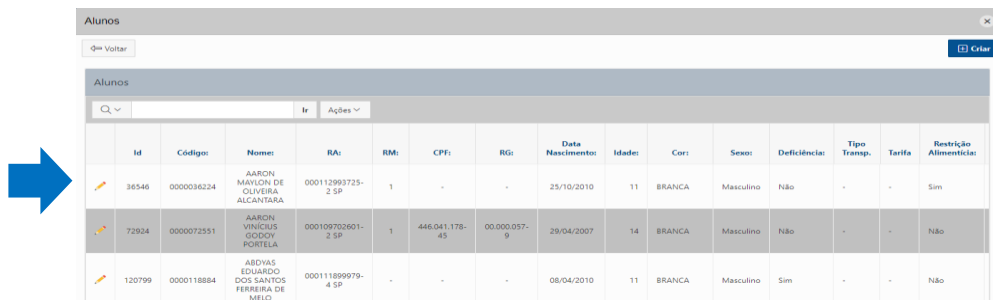 Alunos
Voltar
Criar
Alunos
Ir Ações
Id Código: Nome: RA: RM: CPF: RG: Data Nascimento: Idade: Cor: Sexo: Deficiência: Tipo Transp. Tarifa Restrição Alimentícia:
36546 0000036224 AARON MAYLON DE OLIVEIRA ALCANTARA 000112993725-2 SP 1 - - 25/10/2010 11 BRANCA Masculino Não - - Sim
72924 0000072551 AARON VINÍCIUS GODOY PORTELA 000109702601-2 SP 1 446.041.178-45 00.000.057-9 29/04/2007 14 BRANCA Masculino Não - - Não
120799 0000118884 ABDYAS EDUARDO DOS SANTOS FERREIRA DE MELO 000111899979-4 SP - - - 08/04/2010 11 BRANCA Masculino Sim - - Não